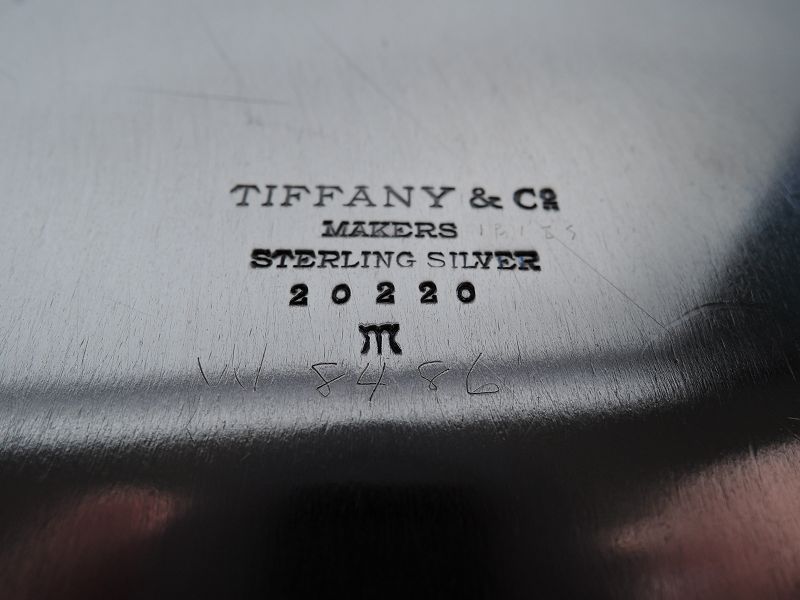 TIFFANY & Co
MAKERS
STERLING SILVER
20220
m
W 8486